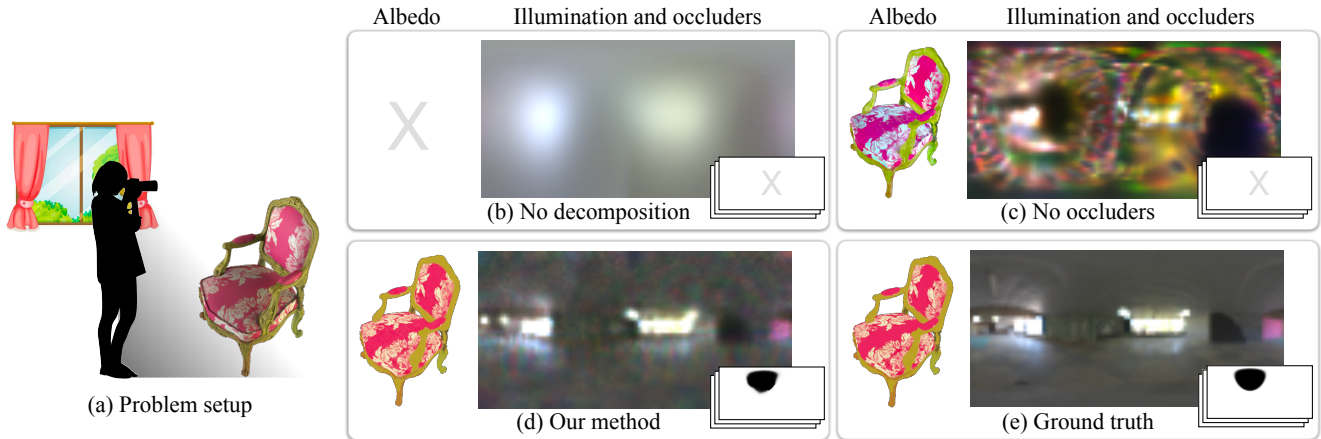 Albedo Illumination and occluders
Albedo Illumination and occluders
X
X
(b) No decomposition
X
(c) No occluders
(a) Problem setup
(d) Our method
(e) Ground truth